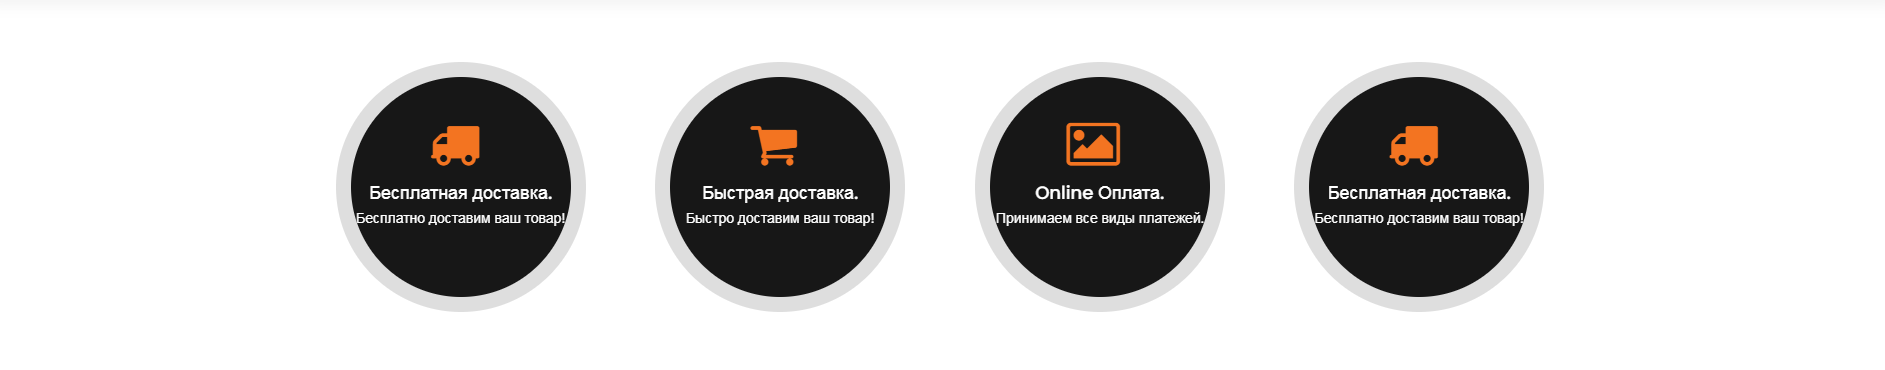 Бесплатная доставка.
Бесплатно доставим ваш товар!
Быстрая доставка.
Быстро доставим ваш товар!
Online Оплата.
Принимаем все виды платежей.
Бесплатная доставка.
Бесплатно доставим ваш товар!